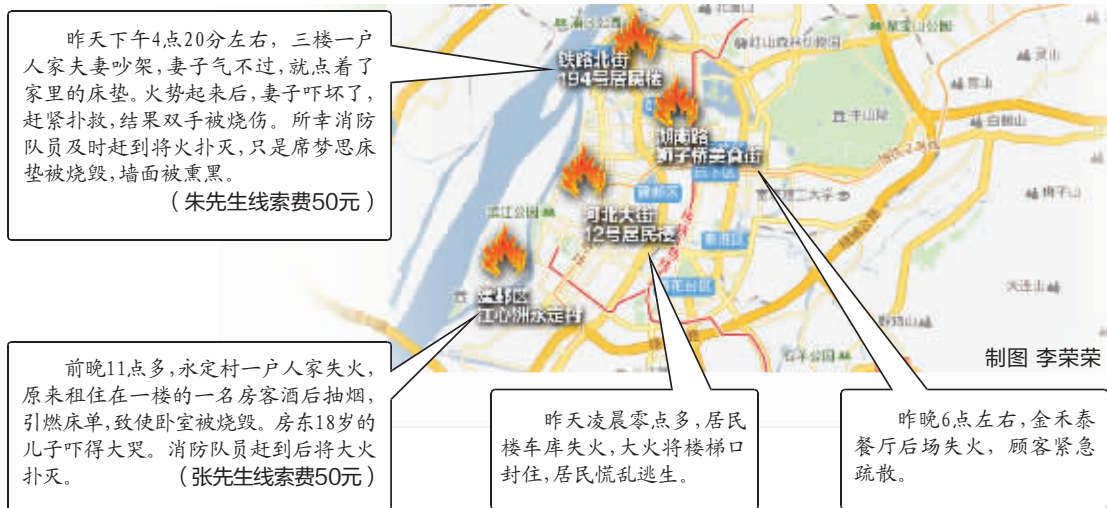 昨天下午4点20分左右，三楼一户
人家夫妻吵架，妻子气不过，就点着了
家里的床垫。火势起来后，妻子吓坏了，
赶紧扑救，结果双手被烧伤。所幸消防
队员及时赶到将火扑灭，只是席梦思床
垫被烧毁，墙面被熏黑。
（朱先生线索费50元）
铁路北街
194号居民楼
湖南路
狮子桥美食街
河北大街
12号居民楼
滨江公园
建邺区
江心洲永定村
制图 李荣荣
前晚11点多，永定村一户人家失火，
原来租住在一楼的一名房客酒后抽烟，
引燃床单，致使卧室被烧毁。房东18岁的
儿子吓得大哭。消防队员赶到后将大火
扑灭。 （张先生线索费50元）
昨天凌晨零点多，居民
楼车库失火，大火将楼梯口
封住，居民慌乱逃生。
昨晚6点左右，金禾泰
餐厅后场失火，顾客紧急
疏散。